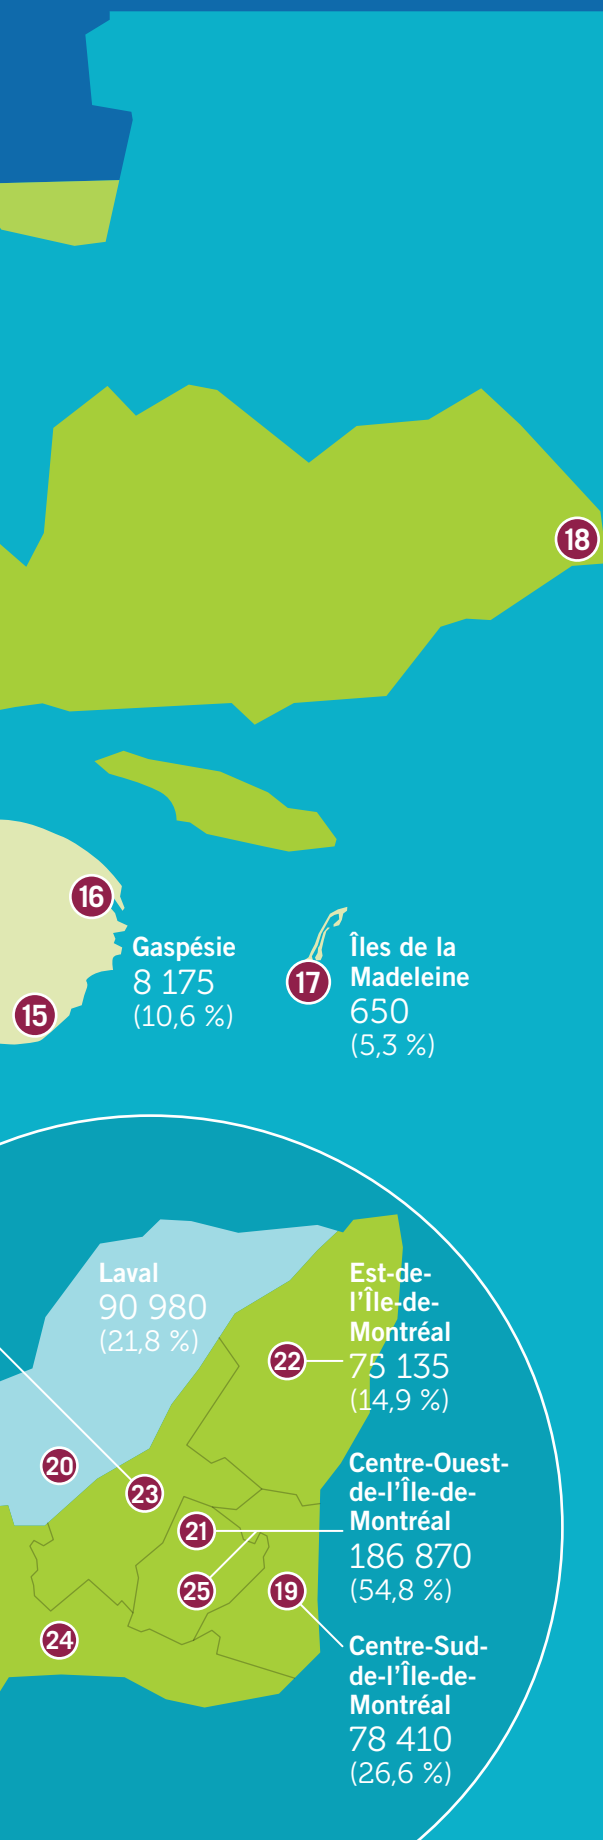 18
16
Gaspésie
8 175
(10,6 %)
15
17
Îles de la
Madeleine
650
(5,3 %)
Laval
90 980
(21,8 %)
Est-de-
l'Île-de-
Montréal
75 135
(14,9 %)
22
20
23
Centre-Ouest-
de-l'Île-de-
Montréal
186 870
(54,8 %)
21
25
19
24
Centre-Sud-
de-l'Île-de-
Montréal
78 410
(26,6 %)